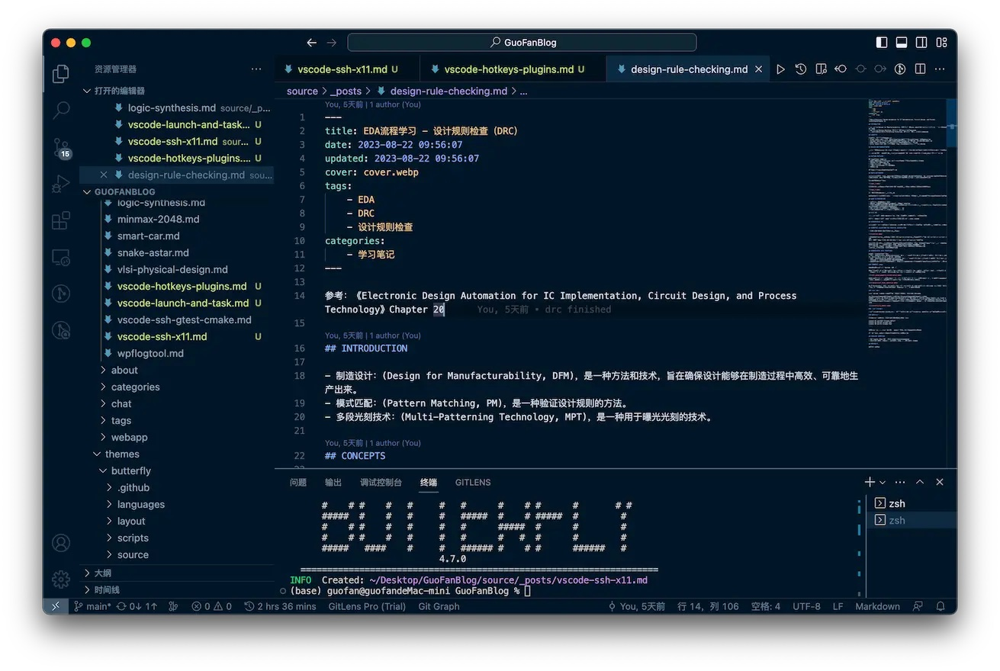 GuoFanBlog
资源管理器
打开的编辑器
logic-synthesis.md source/_p...
vscode-launch-and-task... U
vscode-ssh-x11.md sour... U
vscode-hotkeys-plugins.... U
design-rule-checking.md sou...
GUOFANBLOG
logic-synthesis.md
minmax-2048.md
smart-car.md
snake-astar.md
vlsi-physical-design.md
vscode-hotkeys-plugins.md U
vscode-launch-and-task.md U
vscode-ssh-gtest-cmake.md
vscode-ssh-x11.md U
wpflogtool.md
about
categories
chat
tags
webapp
themes
butterfly
.github
languages
layout
scripts
source
大纲
时间线
15
vscode-ssh-x11.md U
vscode-hotkeys-plugins.md U
design-rule-checking.md
source > _posts > design-rule-checking.md > ...
You, 5天前 | 1 author (You)
1 ---
2 title: EDA流程学习 - 设计规则检查 (DRC)
3 date: 2023-08-22 09:56:07
4 updated: 2023-08-22 09:56:07
5 cover: cover.webp
6 tags:
7 - EDA
8 - DRC
9 - 设计规则检查
10 categories:
11 - 学习笔记
12 ---
13
14 参考：《Electronic Design Automation for IC Implementation, Circuit Design, and Process
Technology》Chapter 20 You, 5天前 • drc finished
15
You, 5天前 | 1 author (You)
16 ## INTRODUCTION
17
18 - 制造设计：(Design for Manufacturability, DFM)，是一种方法和技术，旨在确保设计能够在制造过程中高效、可靠地生
产出来。
19 - 模式匹配：(Pattern Matching, PM)，是一种验证设计规则的方法。
20 - 多段光刻技术：(Multi-Patterning Technology, MPT)，是一种用于曝光光刻的技术。
21
You, 5天前 | 1 author (You)
22 ## CONCEPTS
问题 输出 调试控制台 终端 GITLENS
4.7.0
INFO Created: ~/Desktop/GuoFanBlog/source/_posts/vscode-ssh-x11.md
(base) guofan@guofandeMac-mini GuoFanBlog %
zsh
zsh
main* 0↓ 1↑ 0 0 2 hrs 36 mins GitLens Pro (Trial) Git Graph You, 5天前 行 14，列 106 空格: 4 UTF-8 LF Markdown